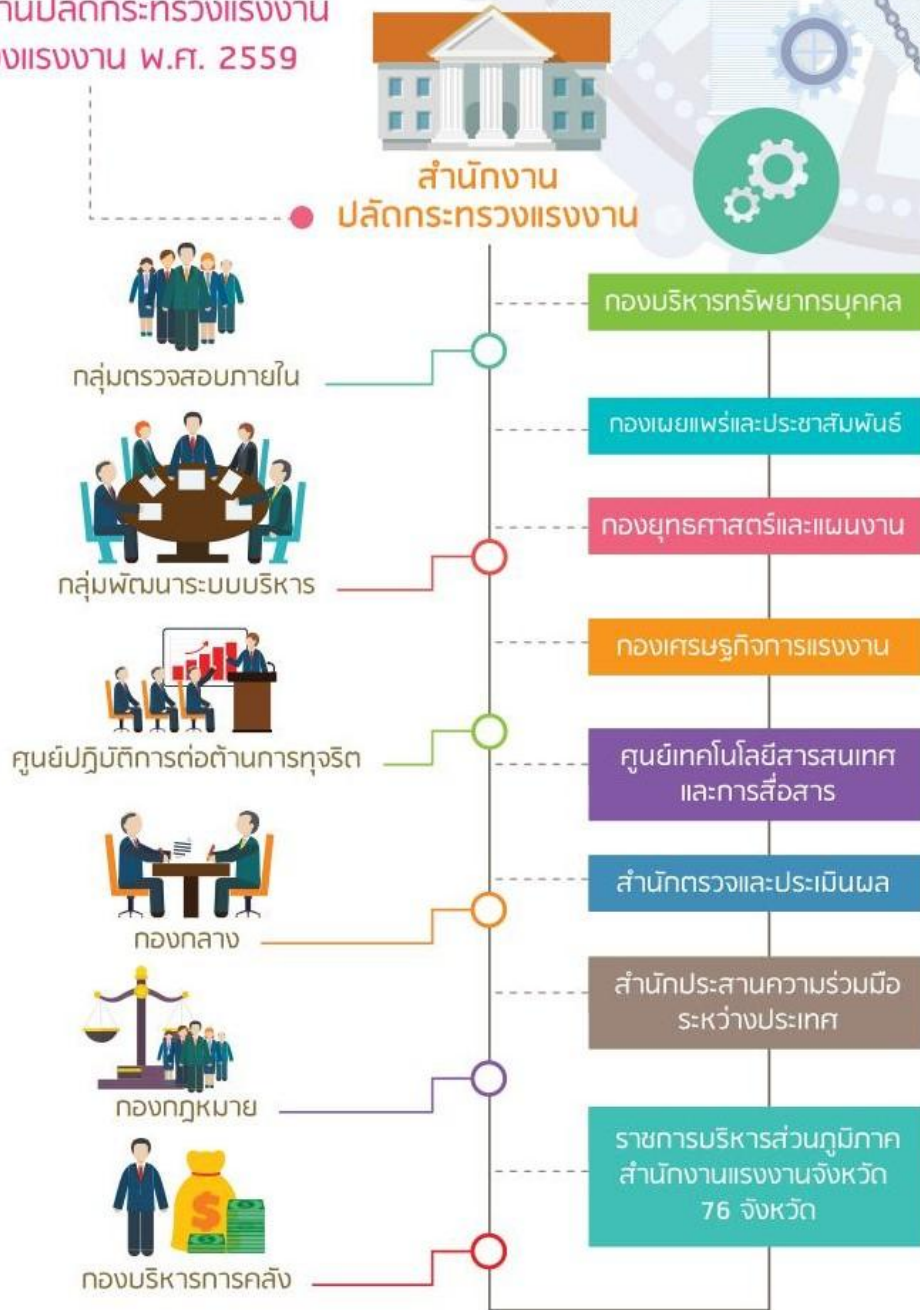 ปลัดกระทรวงแรงงาน
แรงงาน พ.ศ. 2559
สำนักงาน
ปลัดกระทรวงแรงงาน
กองบริหารทรัพยากรบุคคล
กลุ่มตรวจสอบภายใน
กองเผยแพร่และประชาสัมพันธ์
กองยุทธศาสตร์และแผนงาน
กลุ่มพัฒนาระบบบริหาร
กองเศรษฐกิจการแรงงาน
ศูนย์ปฏิบัติการต่อต้านการทุจริต
ศูนย์เทคโนโลยีสารสนเทศ
และการสื่อสาร
สำนักตรวจและประเมินผล
กองกลาง
สำนักประสานความร่วมมือ
ระหว่างประเทศ
กองกฎหมาย
ราชการบริหารส่วนภูมิภาค
สำนักงานแรงงานจังหวัด
76 จังหวัด
$
กองบริหารการคลัง